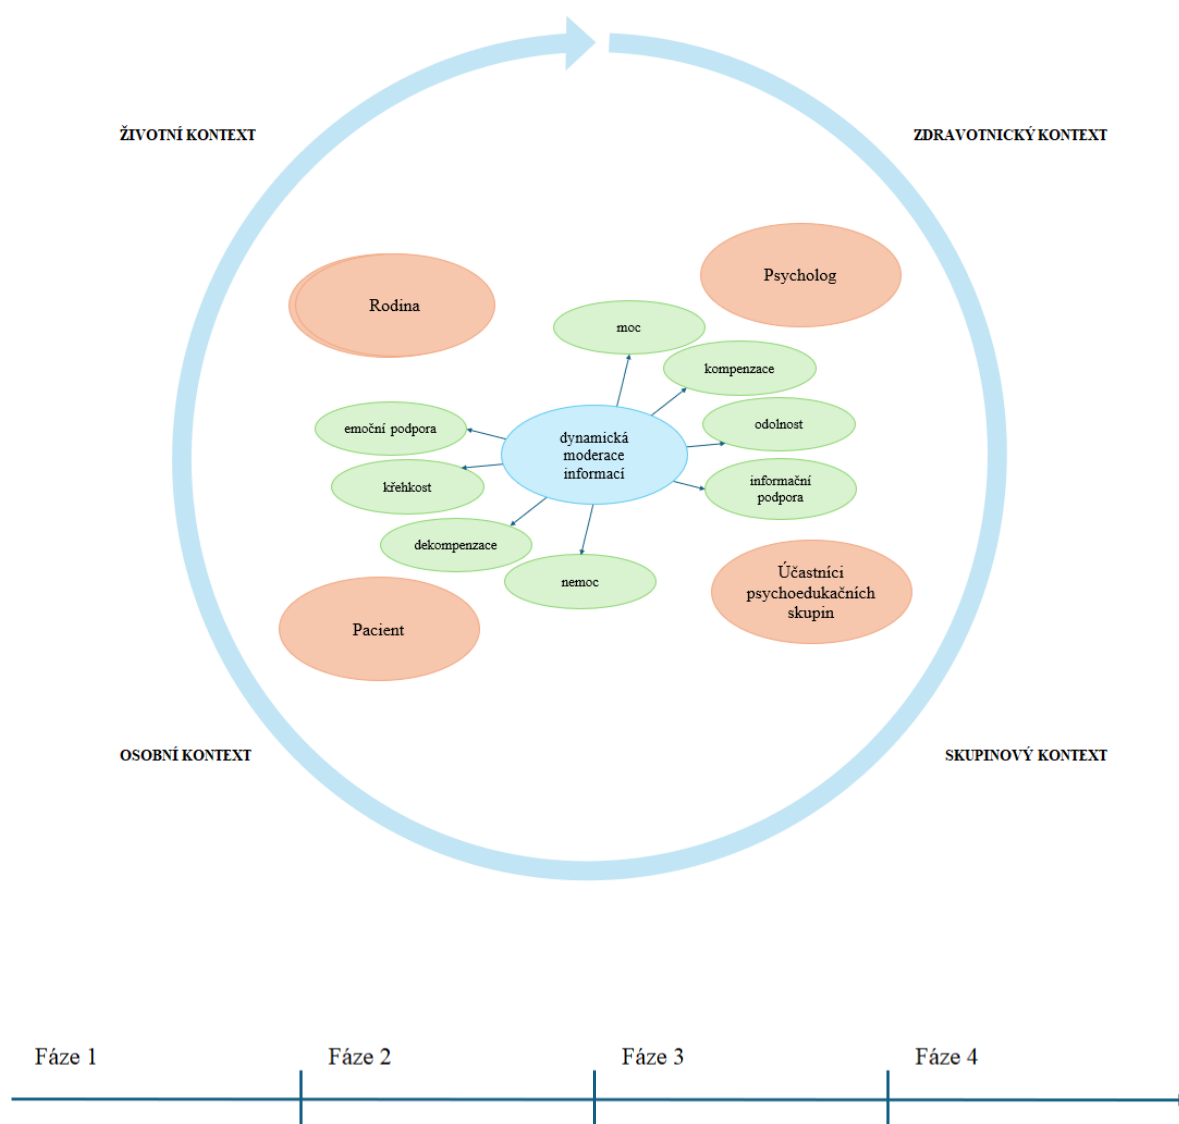 ŽIVOTNÍ KONTEXT
ZDRAVOTNICKÝ KONTEXT
Psycholog
Rodina
moc
kompenzace
emoční podpora
dynamická
moderace
informací
odolnost
křehkost
informační
podpora
dekompenzace
nemoc
Účastníci
psychoedukačních
skupin
Pacient
OSOBNÍ KONTEXT
SKUPINOVÝ KONTEXT
Fáze 1
Fáze 2
Fáze 3
Fáze 4